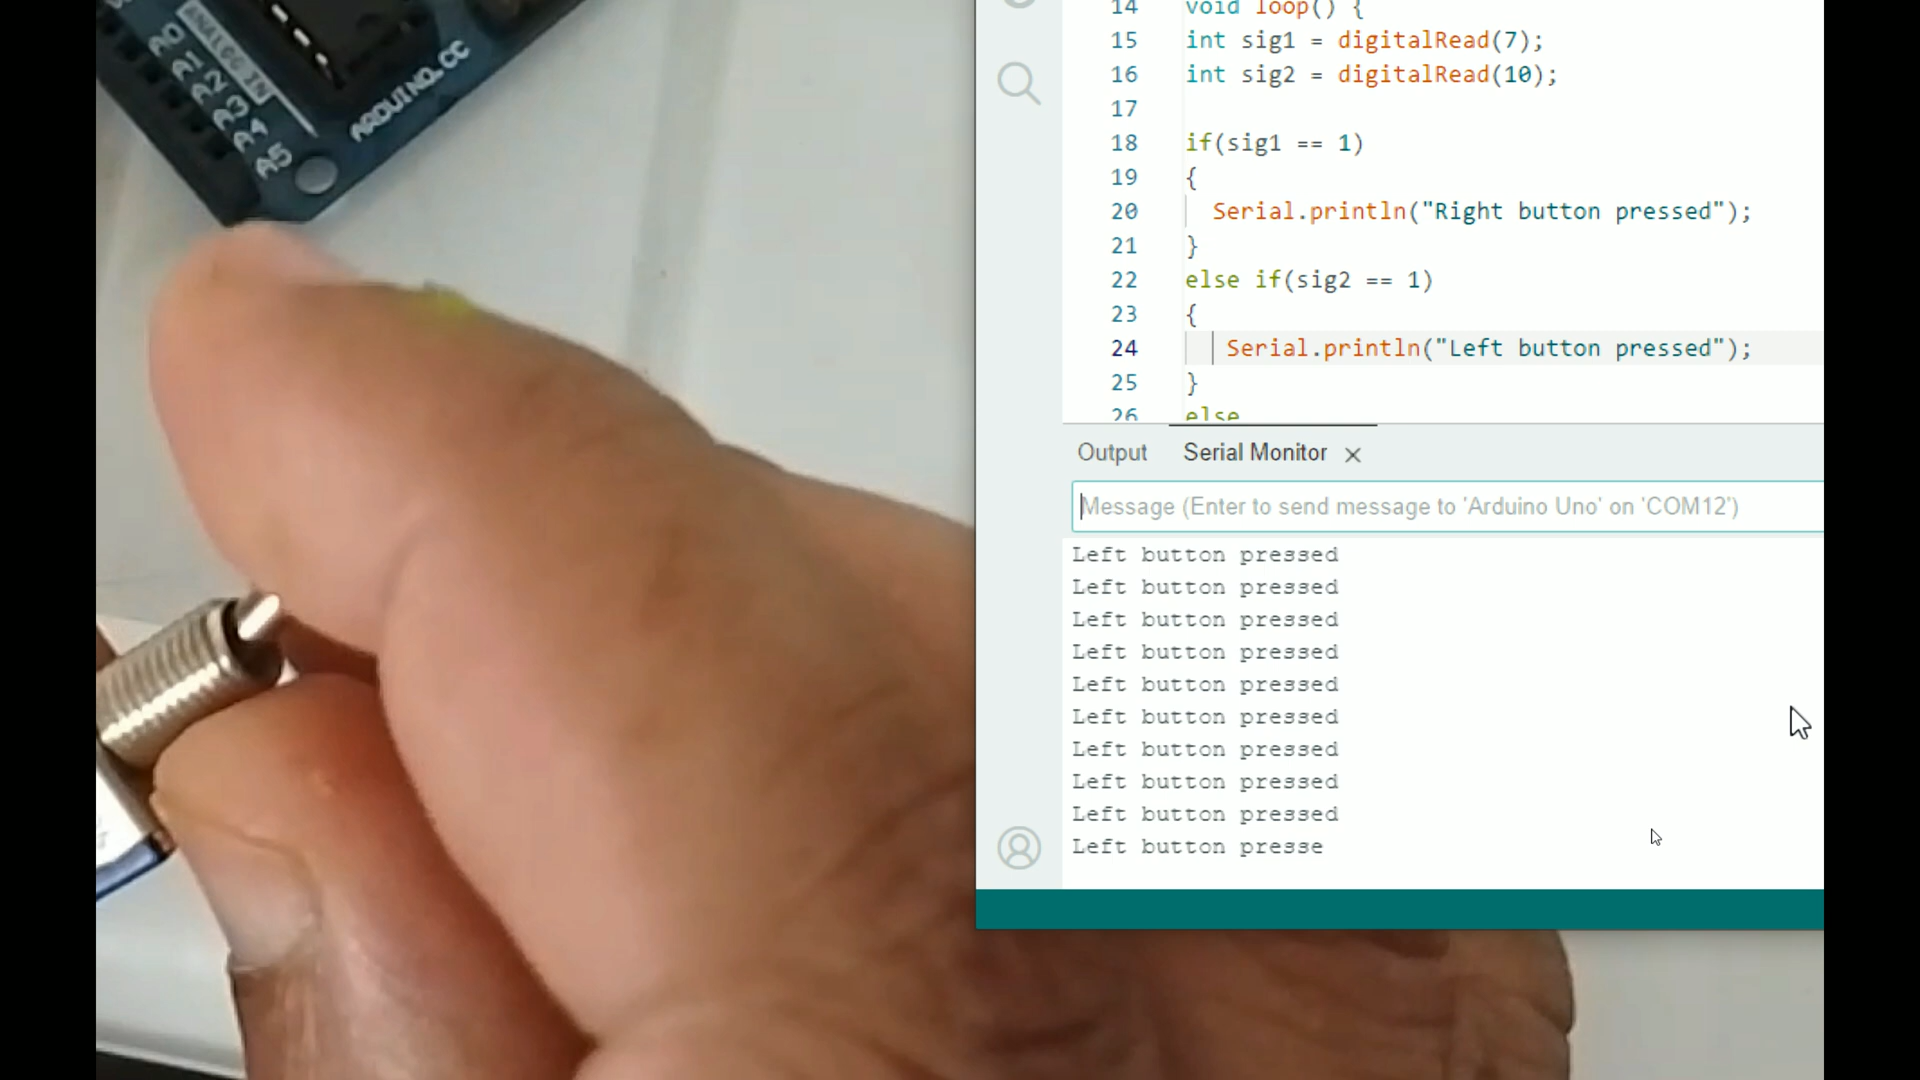 ANALOG IN
A0
A1
A2
A3
A4
A5
ARDUINO.CC
14 void loop() {
15 int sig1 = digitalRead(7);
16 int sig2 = digitalRead(10);
17
18 if(sig1 == 1)
19 {
20 Serial.println("Right button pressed");
21 }
22 else if(sig2 == 1)
23 {
24 Serial.println("Left button pressed");
25 }
26 else
Output Serial Monitor
Message (Enter to send message to 'Arduino Uno' on 'COM12')
Left button pressed
Left button pressed
Left button pressed
Left button pressed
Left button pressed
Left button pressed
Left button pressed
Left button pressed
Left button pressed
Left button presse